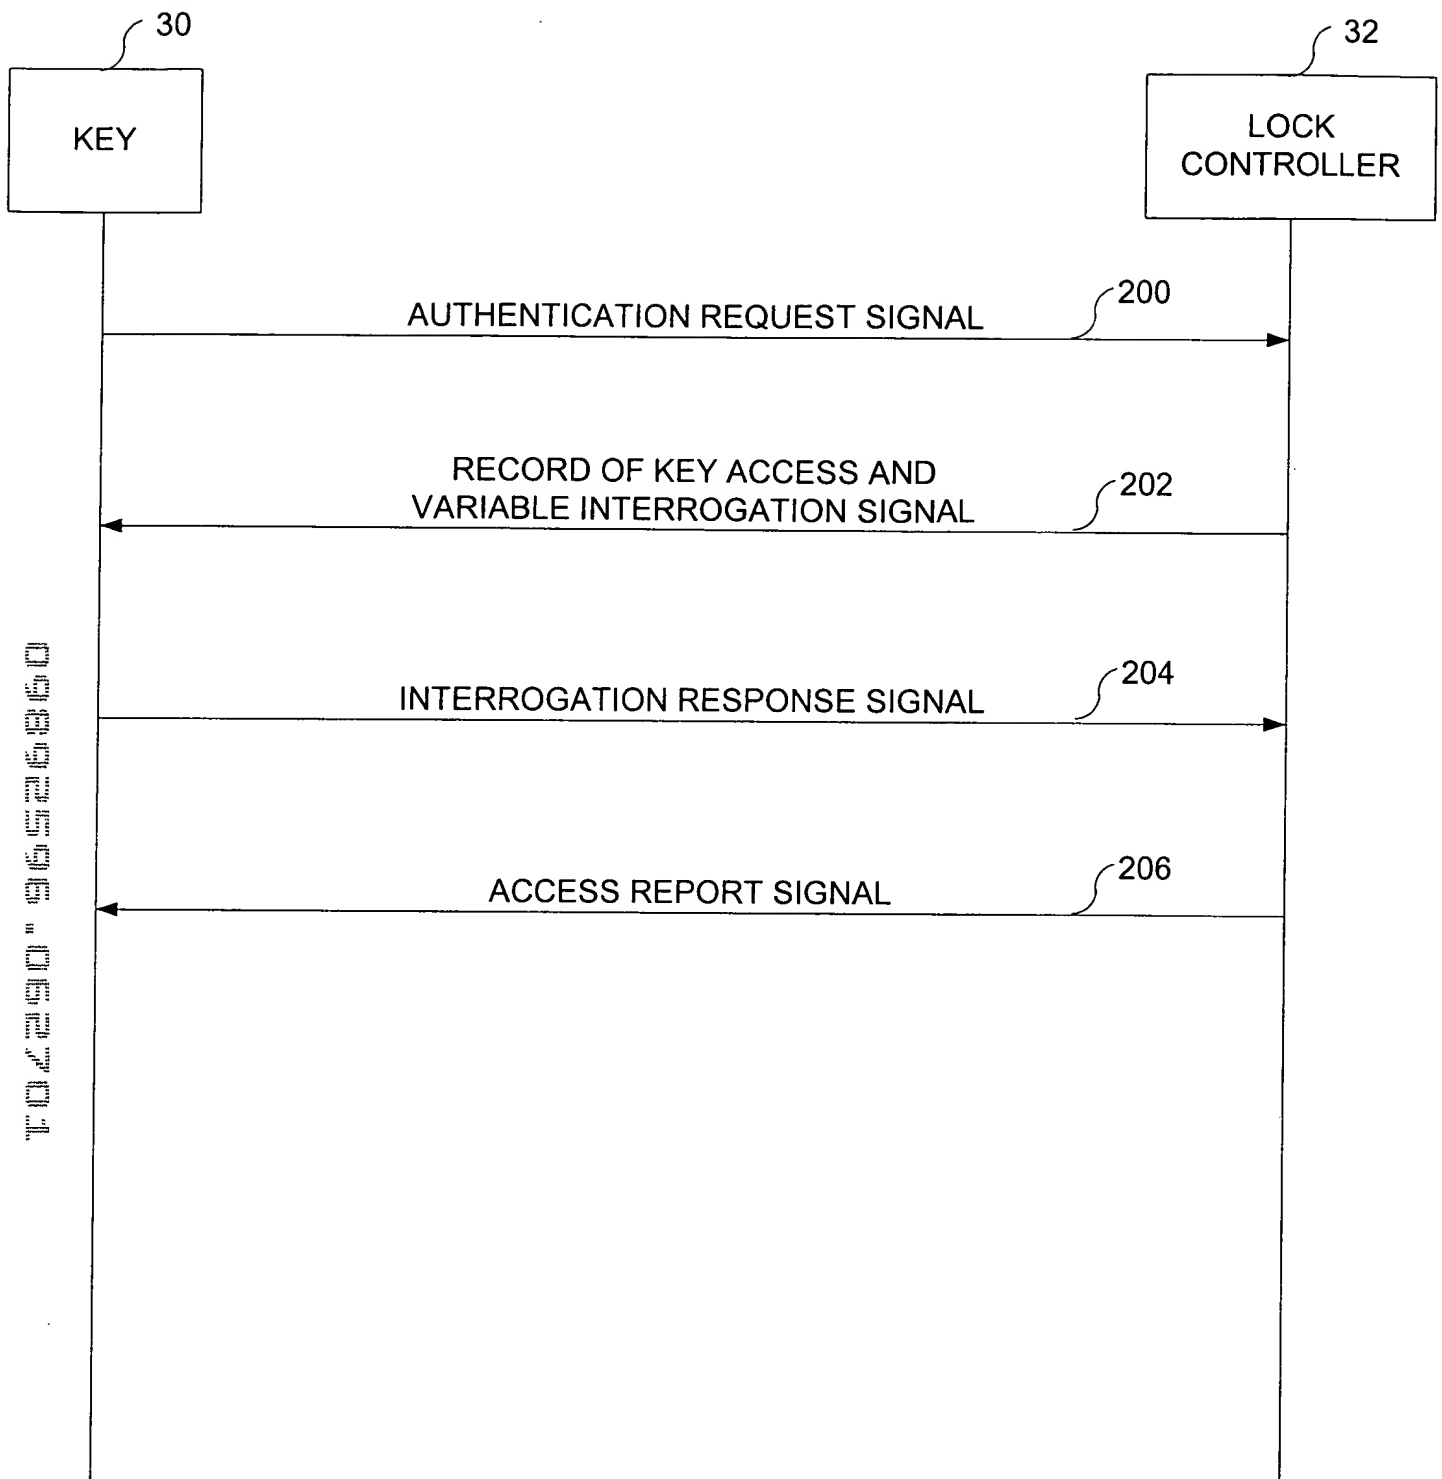 30
32
KEY
LOCK
CONTROLLER
200
AUTHENTICATION REQUEST SIGNAL
RECORD OF KEY ACCESS AND
202
VARIABLE INTERROGATION SIGNAL
204
INTERROGATION RESPONSE SIGNAL
206
ACCESS REPORT SIGNAL
09892596.062701